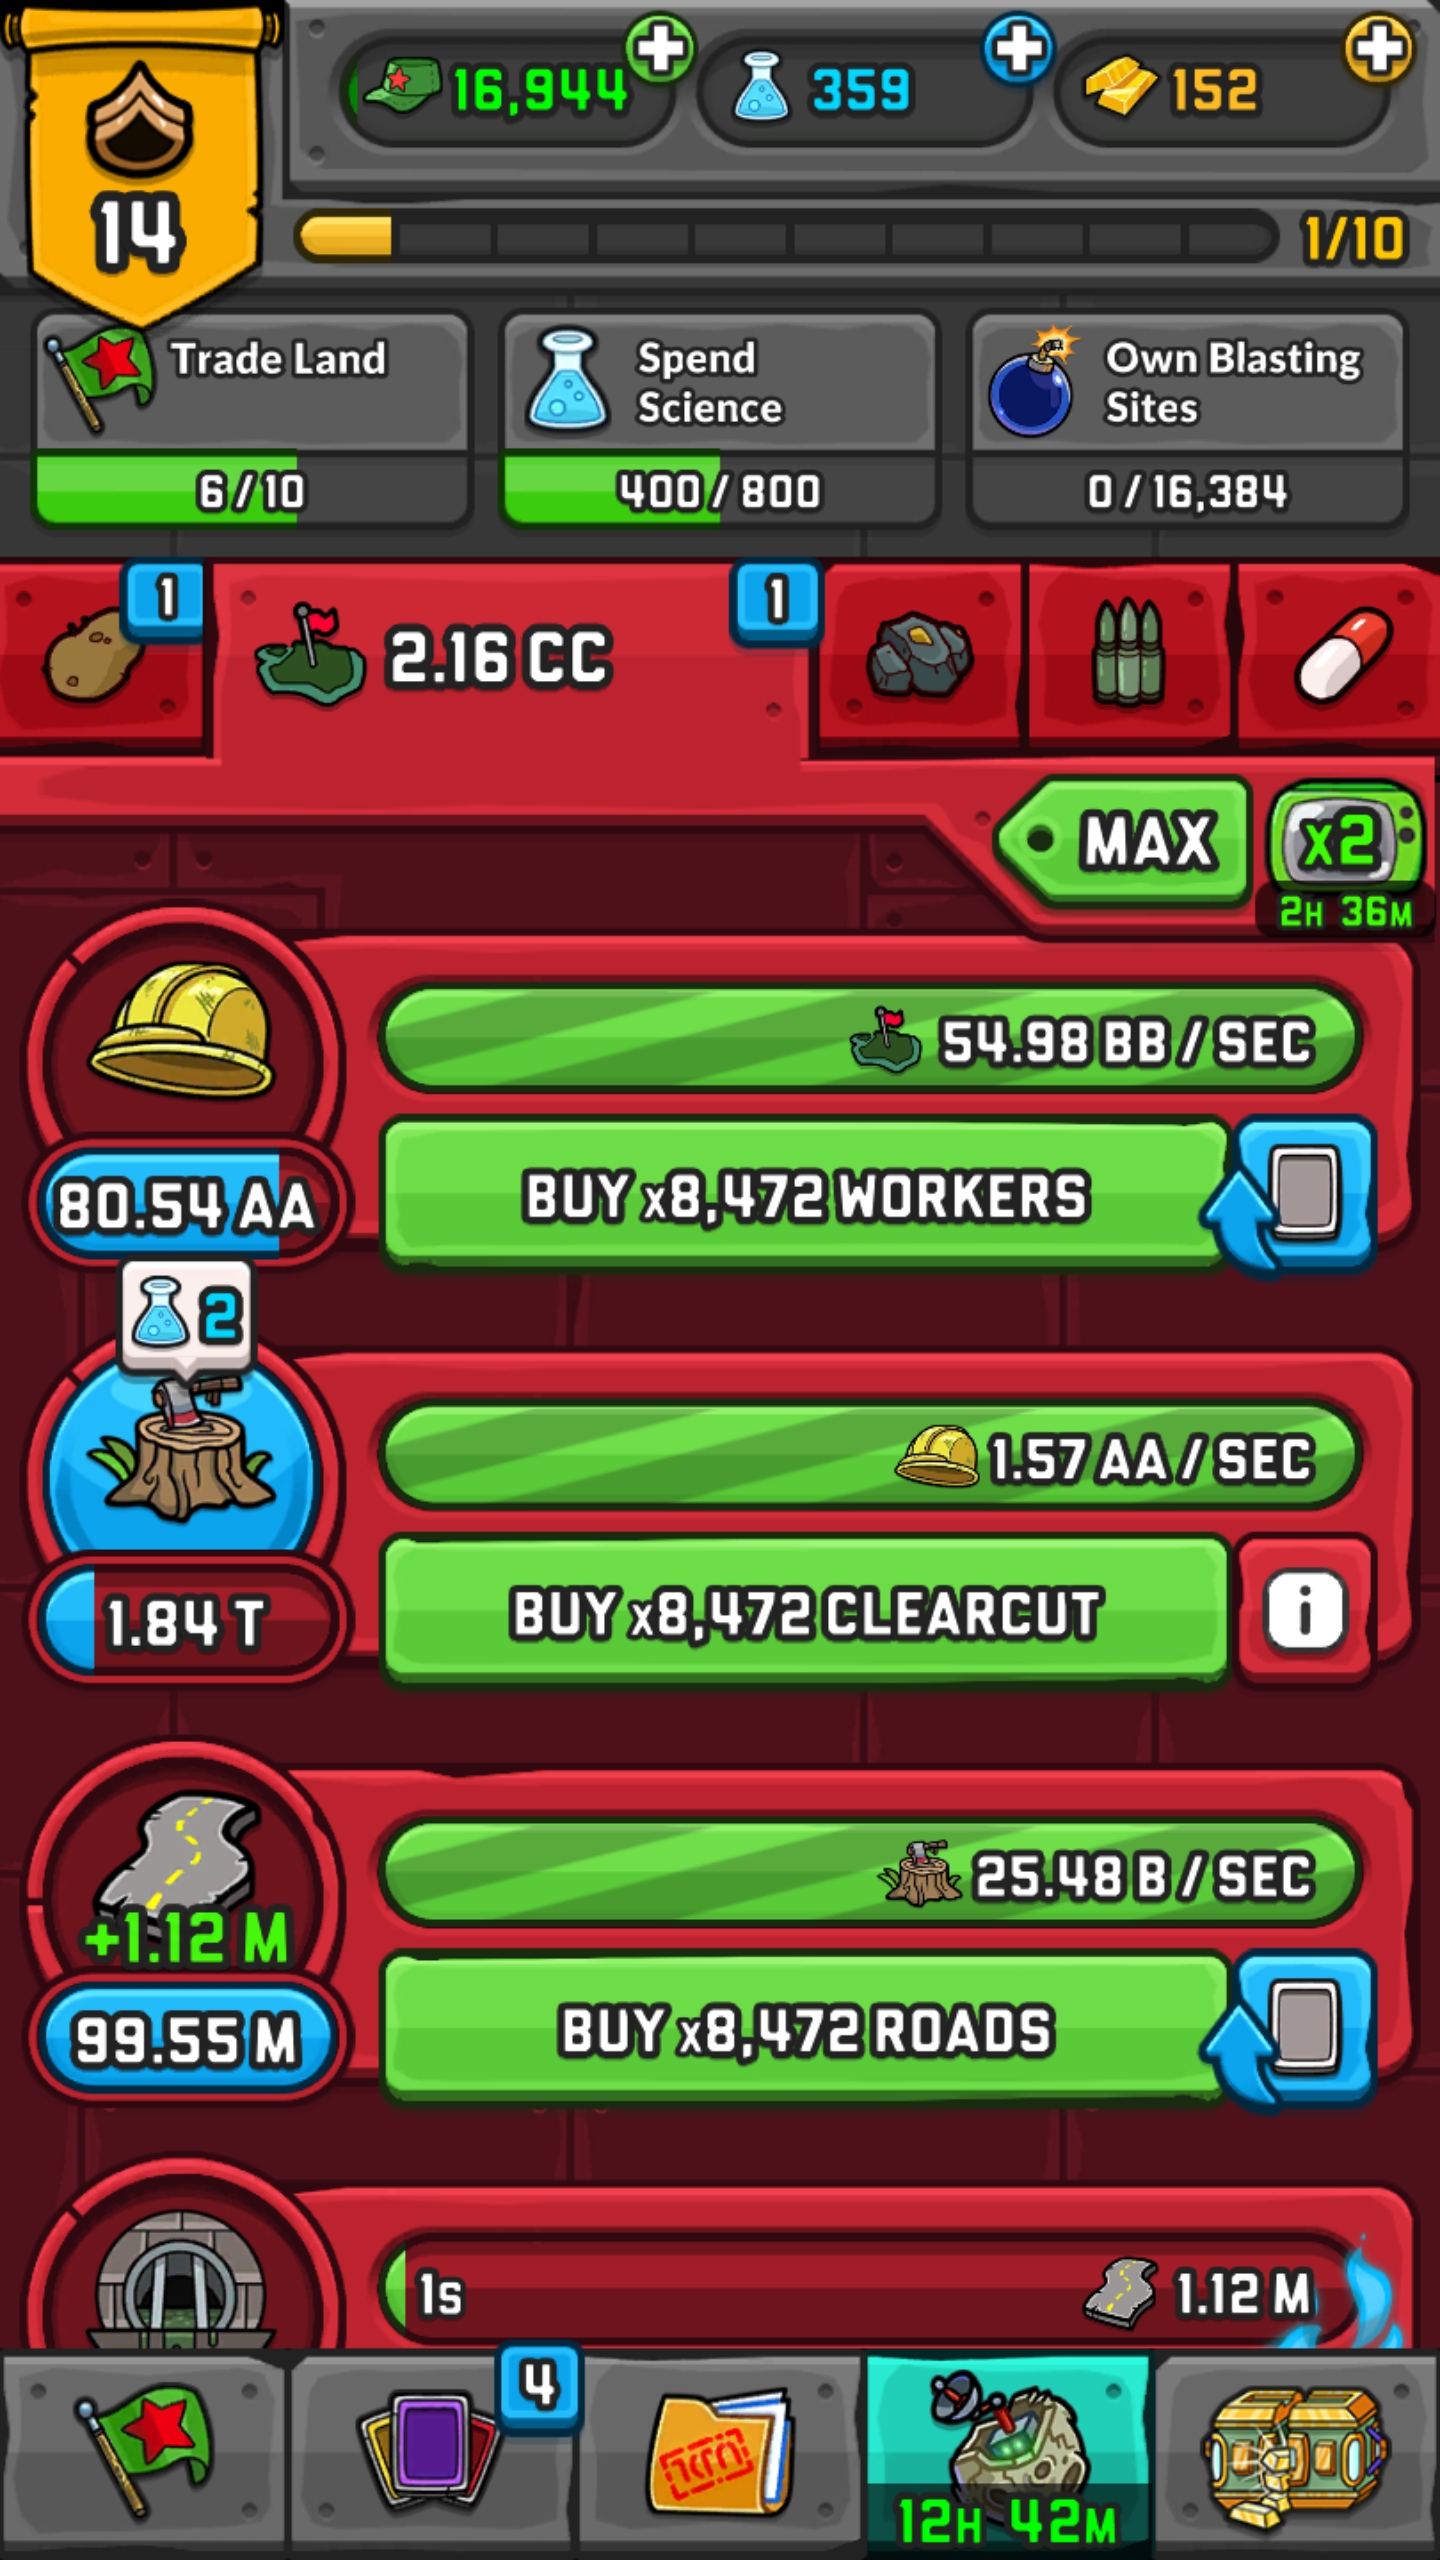 16,944
359
152
14
1/10
Trade Land
6/10
Spend
Science
400/800
Own Blasting
Sites
0/16,384
1
2.16 CC
1
MAX
x2
2H 36M
54.98 BB/SEC
80.54 AA
BUY x8,472 WORKERS
2
1.57 AA/SEC
1.84 T
BUY x8,472 CLEARCUT
i
25.48 B/SEC
+1.12 M
99.55 M
BUY x8,472 ROADS
1s
1.12 M
4
12H 42M